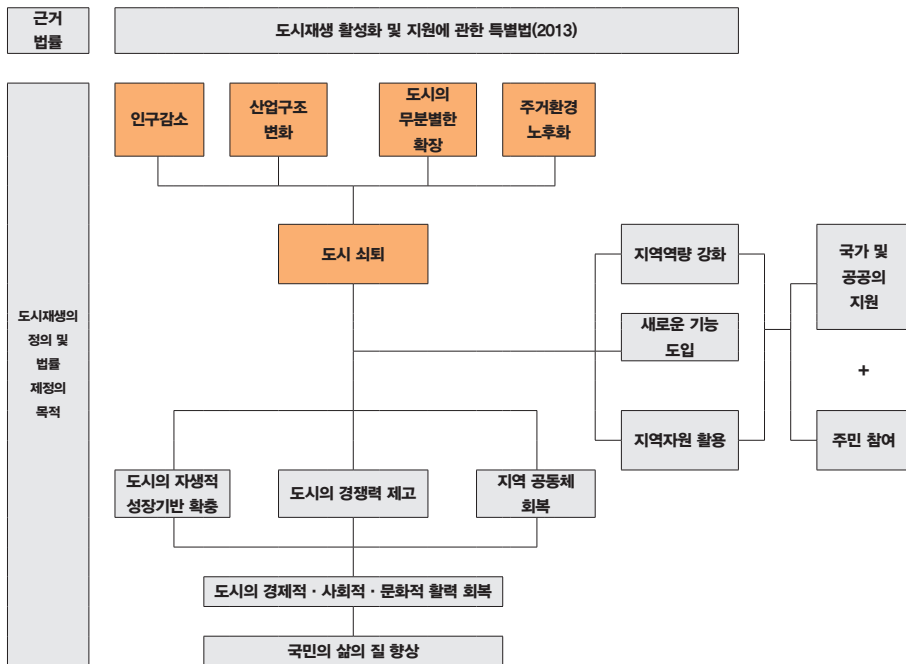 근거
법률
도시재생 활성화 및 지원에 관한 특별법(2013)
인구감소
산업구조
변화
도시의
무분별한
확장
주거환경
노후화
도시 쇠퇴
지역역량 강화
국가 및
공공의
지원
도시재생의
정의 및
법률
제정의
목적
새로운 기능
도입
+
지역자원 활용
주민 참여
도시의 자생적
성장기반 확충
도시의 경쟁력 제고
지역 공동체
회복
도시의 경제적 · 사회적 · 문화적 활력 회복
국민의 삶의 질 향상